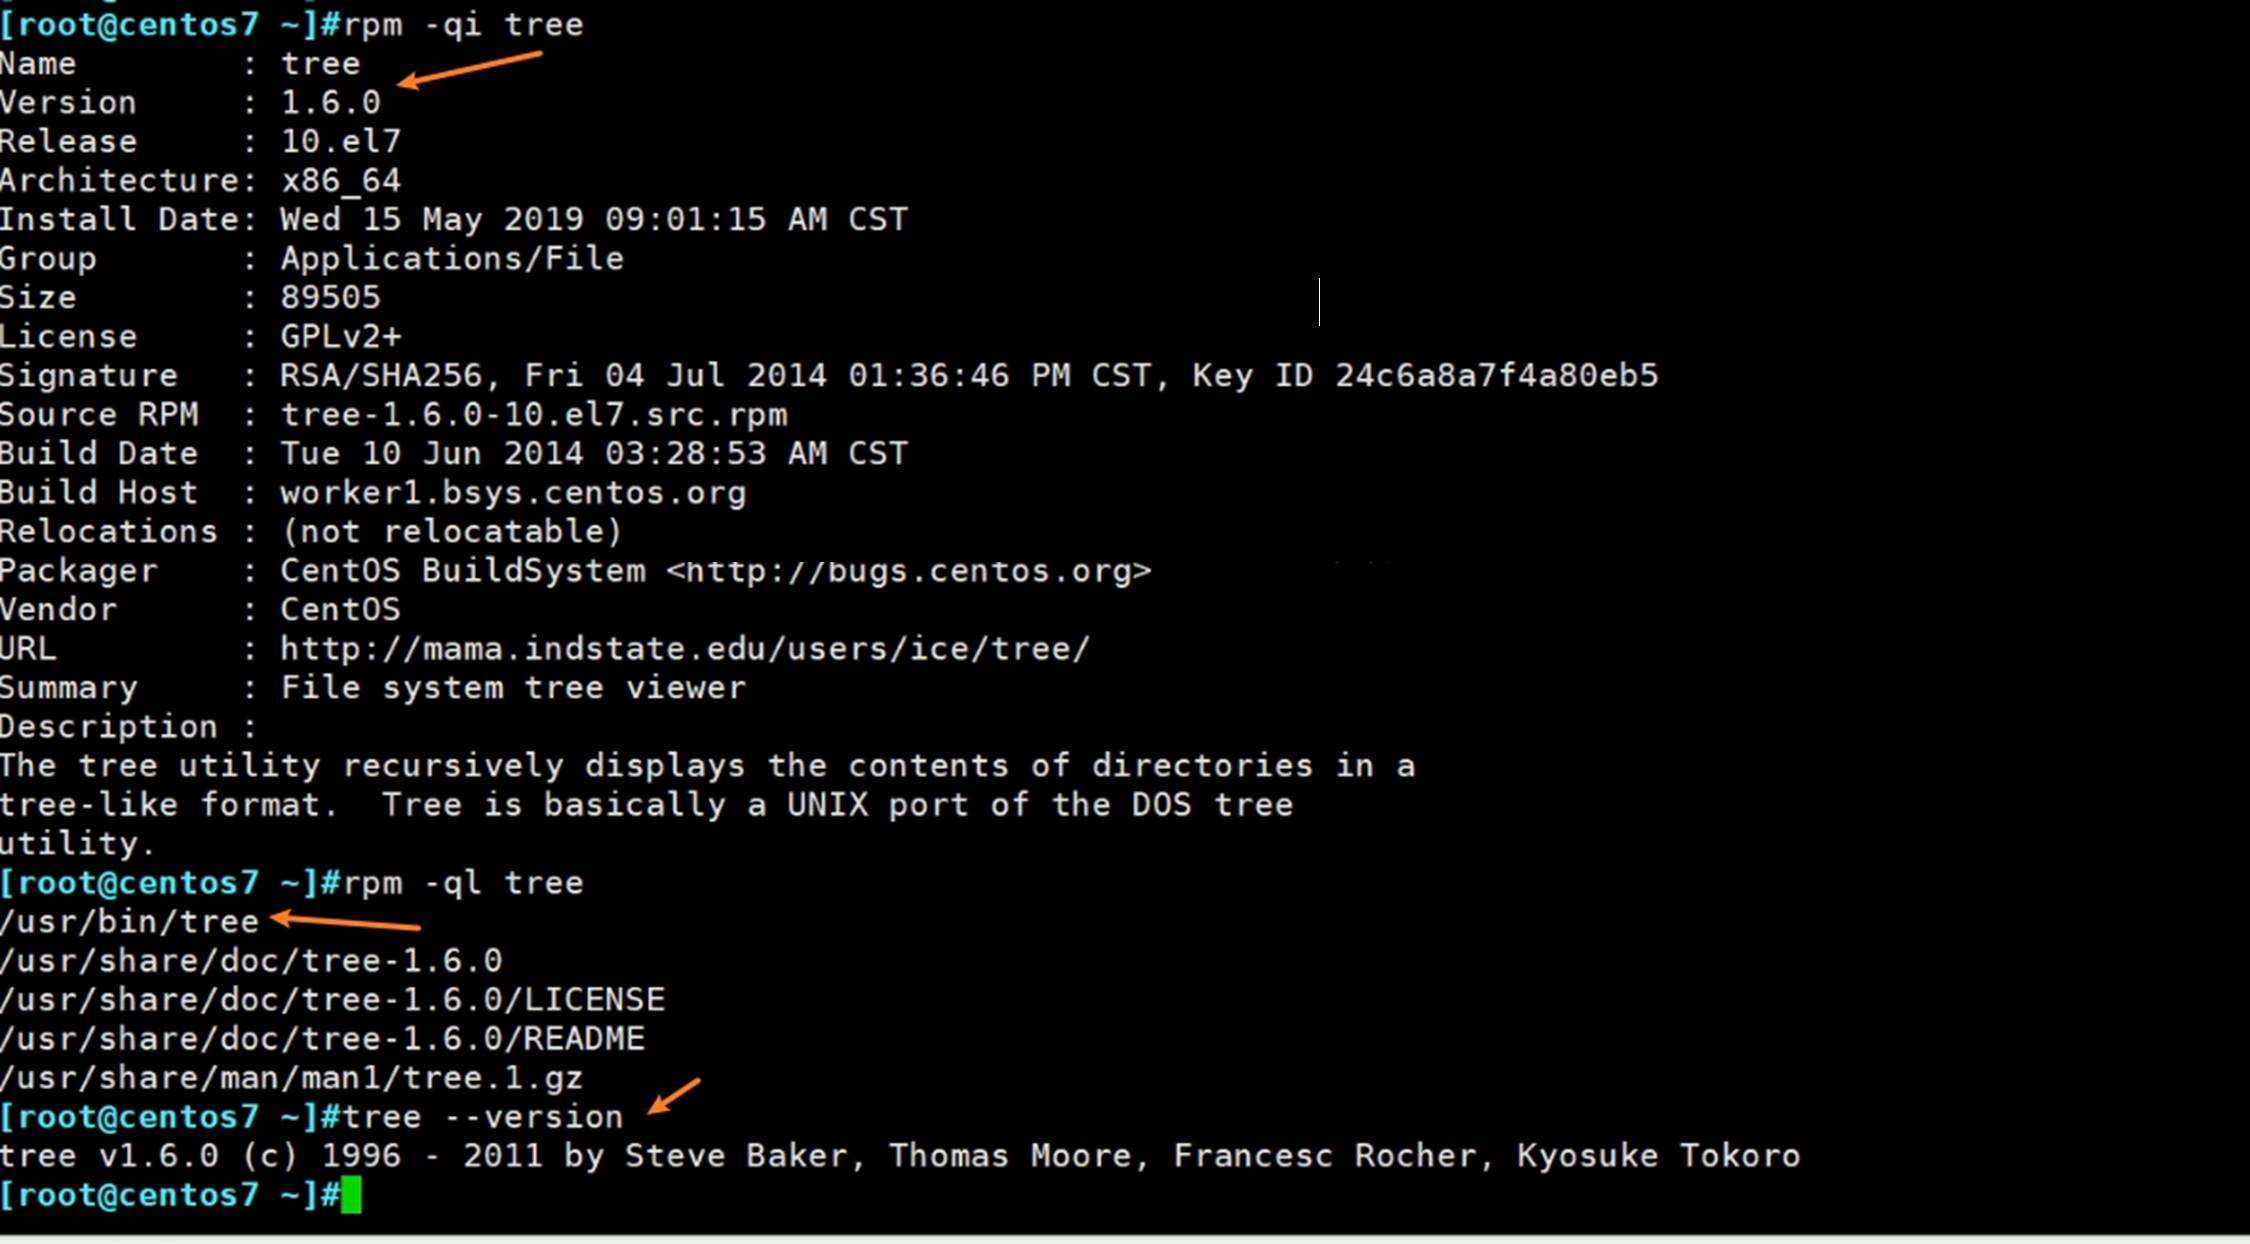 [root@centos7 ~]#rpm -qi tree
Name        : tree
Version     : 1.6.0
Release     : 10.el7
Architecture: x86_64
Install Date: Wed 15 May 2019 09:01:15 AM CST
Group       : Applications/File
Size        : 89505
License     : GPLv2+
Signature   : RSA/SHA256, Fri 04 Jul 2014 01:36:46 PM CST, Key ID 24c6a8a7f4a80eb5
Source RPM  : tree-1.6.0-10.el7.src.rpm
Build Date  : Tue 10 Jun 2014 03:28:53 AM CST
Build Host  : worker1.bsys.centos.org
Relocations : (not relocatable)
Packager    : CentOS BuildSystem <http://bugs.centos.org>
Vendor      : CentOS
URL         : http://mama.indstate.edu/users/ice/tree/
Summary     : File system tree viewer
Description :
The tree utility recursively displays the contents of directories in a
tree-like format.  Tree is basically a UNIX port of the DOS tree
utility.
[root@centos7 ~]#rpm -ql tree
/usr/bin/tree
/usr/share/doc/tree-1.6.0
/usr/share/doc/tree-1.6.0/LICENSE
/usr/share/doc/tree-1.6.0/README
/usr/share/man/man1/tree.1.gz
[root@centos7 ~]#tree --version
tree v1.6.0 (c) 1996 - 2011 by Steve Baker, Thomas Moore, Francesc Rocher, Kyosuke Tokoro
[root@centos7 ~]#